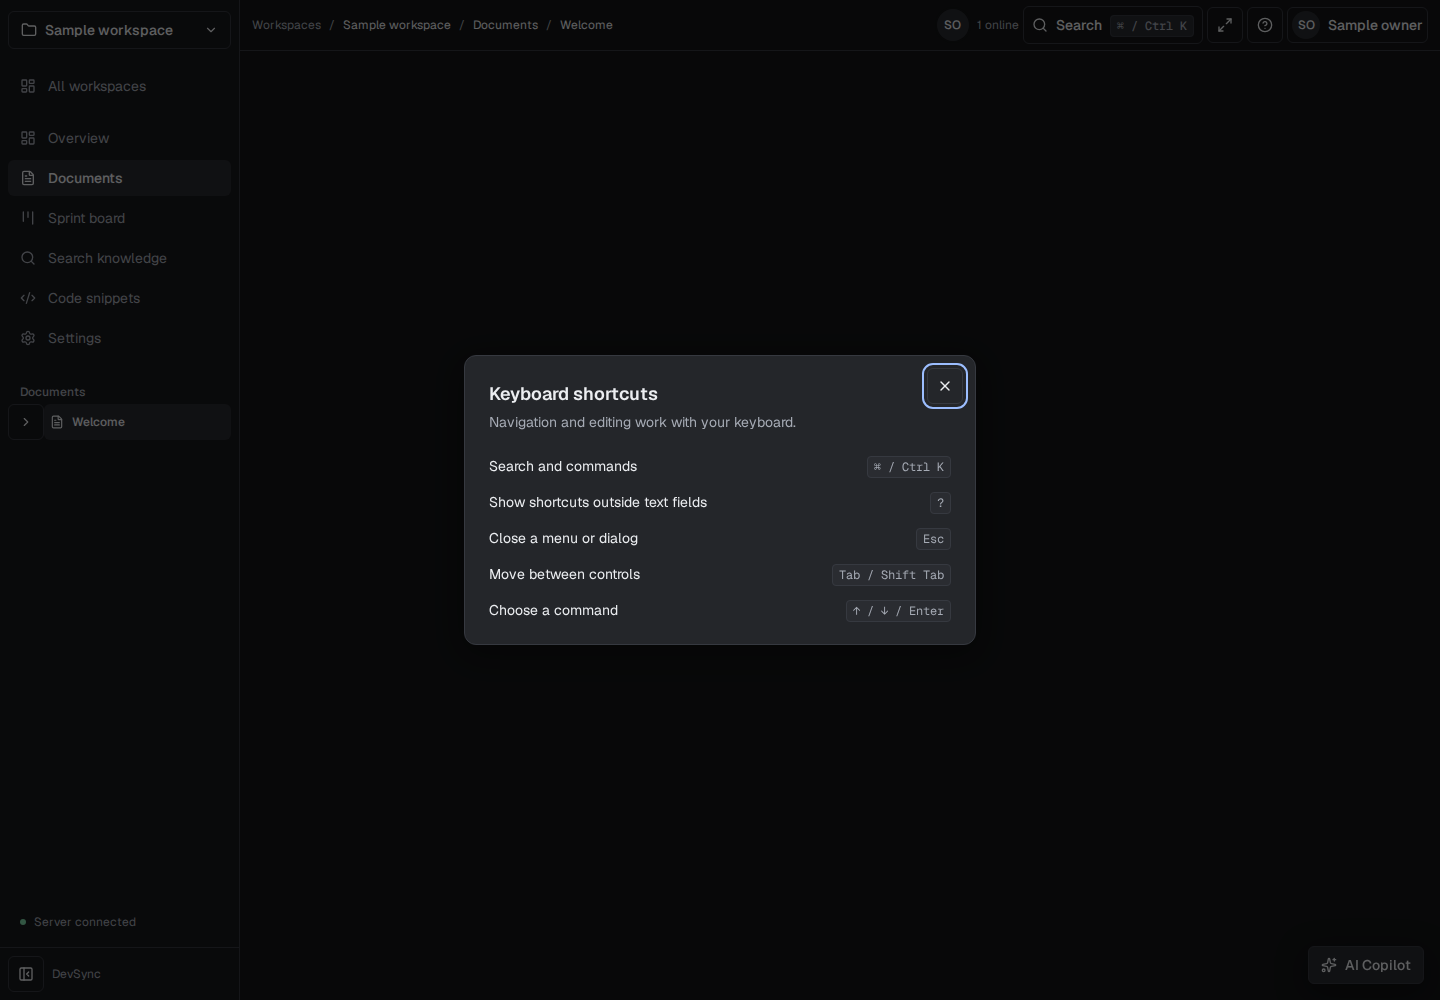 Sample workspace
Workspaces / Sample workspace / Documents / Welcome
SO 1 online
Search ⌘ / Ctrl K
SO Sample owner
All workspaces
Overview
Documents
Sprint board
Search knowledge
Code snippets
Settings
Documents
Welcome
Keyboard shortcuts
Navigation and editing work with your keyboard.
Search and commands ⌘ / Ctrl K
Show shortcuts outside text fields ?
Close a menu or dialog Esc
Move between controls Tab / Shift Tab
Choose a command ↑ / ↓ / Enter
Server connected
DevSync
AI Copilot